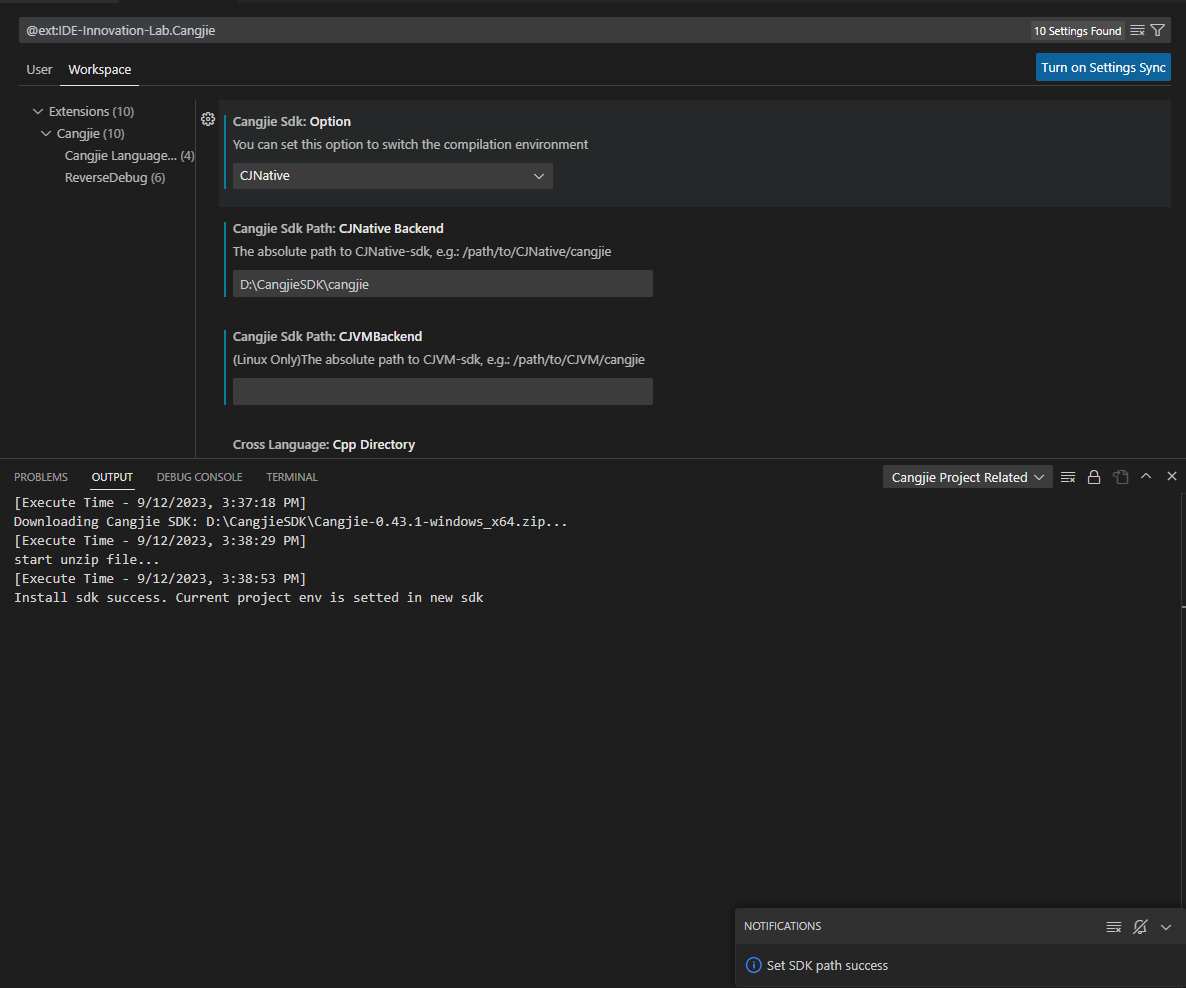 @ext:IDE-Innovation-Lab.Cangjie
10 Settings Found
User
Workspace
Turn on Settings Sync
Extensions (10)
Cangjie (10)
Cangjie Language... (4)
ReverseDebug (6)
Cangjie Sdk: Option
You can set this option to switch the compilation environment
CJNative
Cangjie Sdk Path: CJNative Backend
The absolute path to CJNative-sdk, e.g.: /path/to/CJNative/cangjie
D:\CangjieSDK\cangjie
Cangjie Sdk Path: CJVMBackend
(Linux Only)The absolute path to CJVM-sdk, e.g.: /path/to/CJVM/cangjie
Cross Language: Cpp Directory
PROBLEMS
OUTPUT
DEBUG CONSOLE
TERMINAL
Cangjie Project Related
[Execute Time - 9/12/2023, 3:37:18 PM]
Downloading Cangjie SDK: D:\CangjieSDK\Cangjie-0.43.1-windows_x64.zip...
[Execute Time - 9/12/2023, 3:38:29 PM]
start unzip file...
[Execute Time - 9/12/2023, 3:38:53 PM]
Install sdk success. Current project env is setted in new sdk
NOTIFICATIONS
Set SDK path success